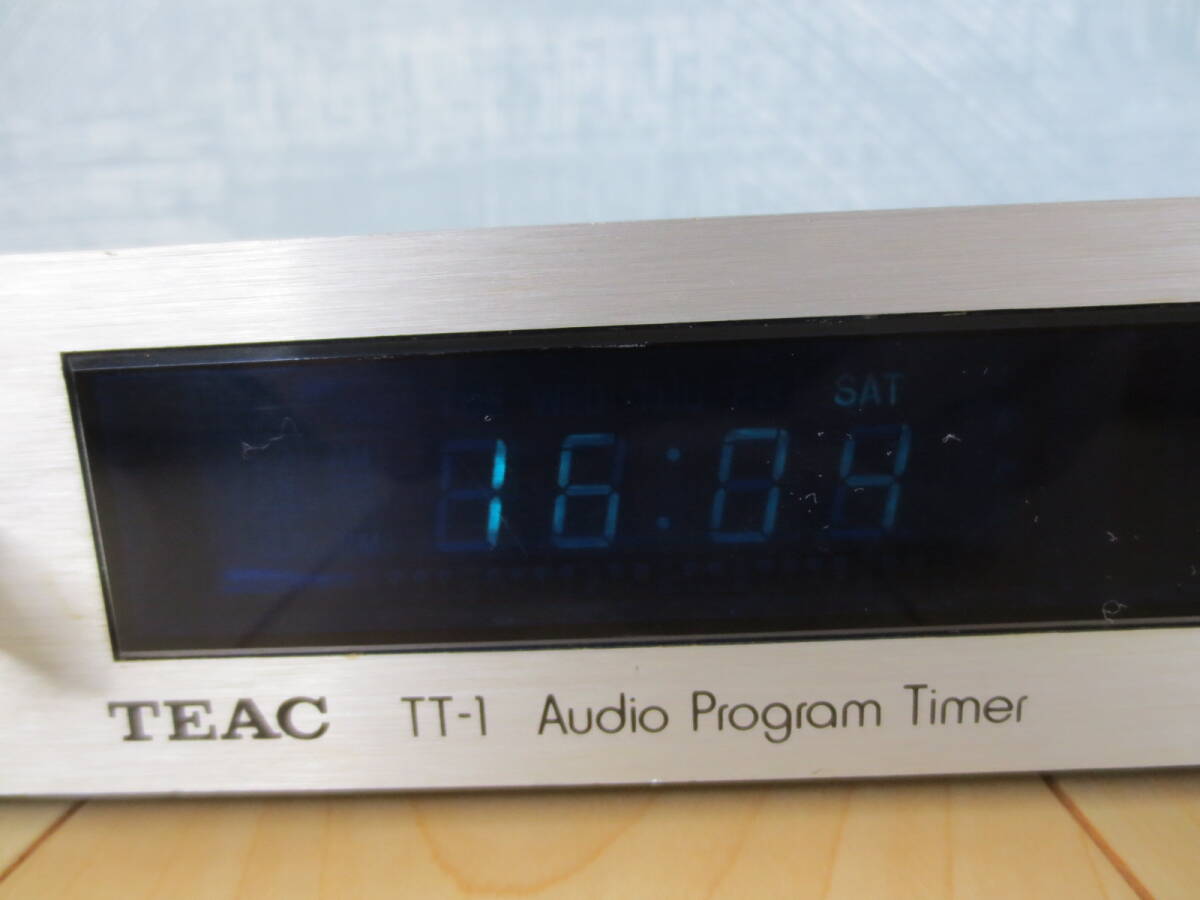 SAT
16:04
TEAC TT-1 Audio Program Timer